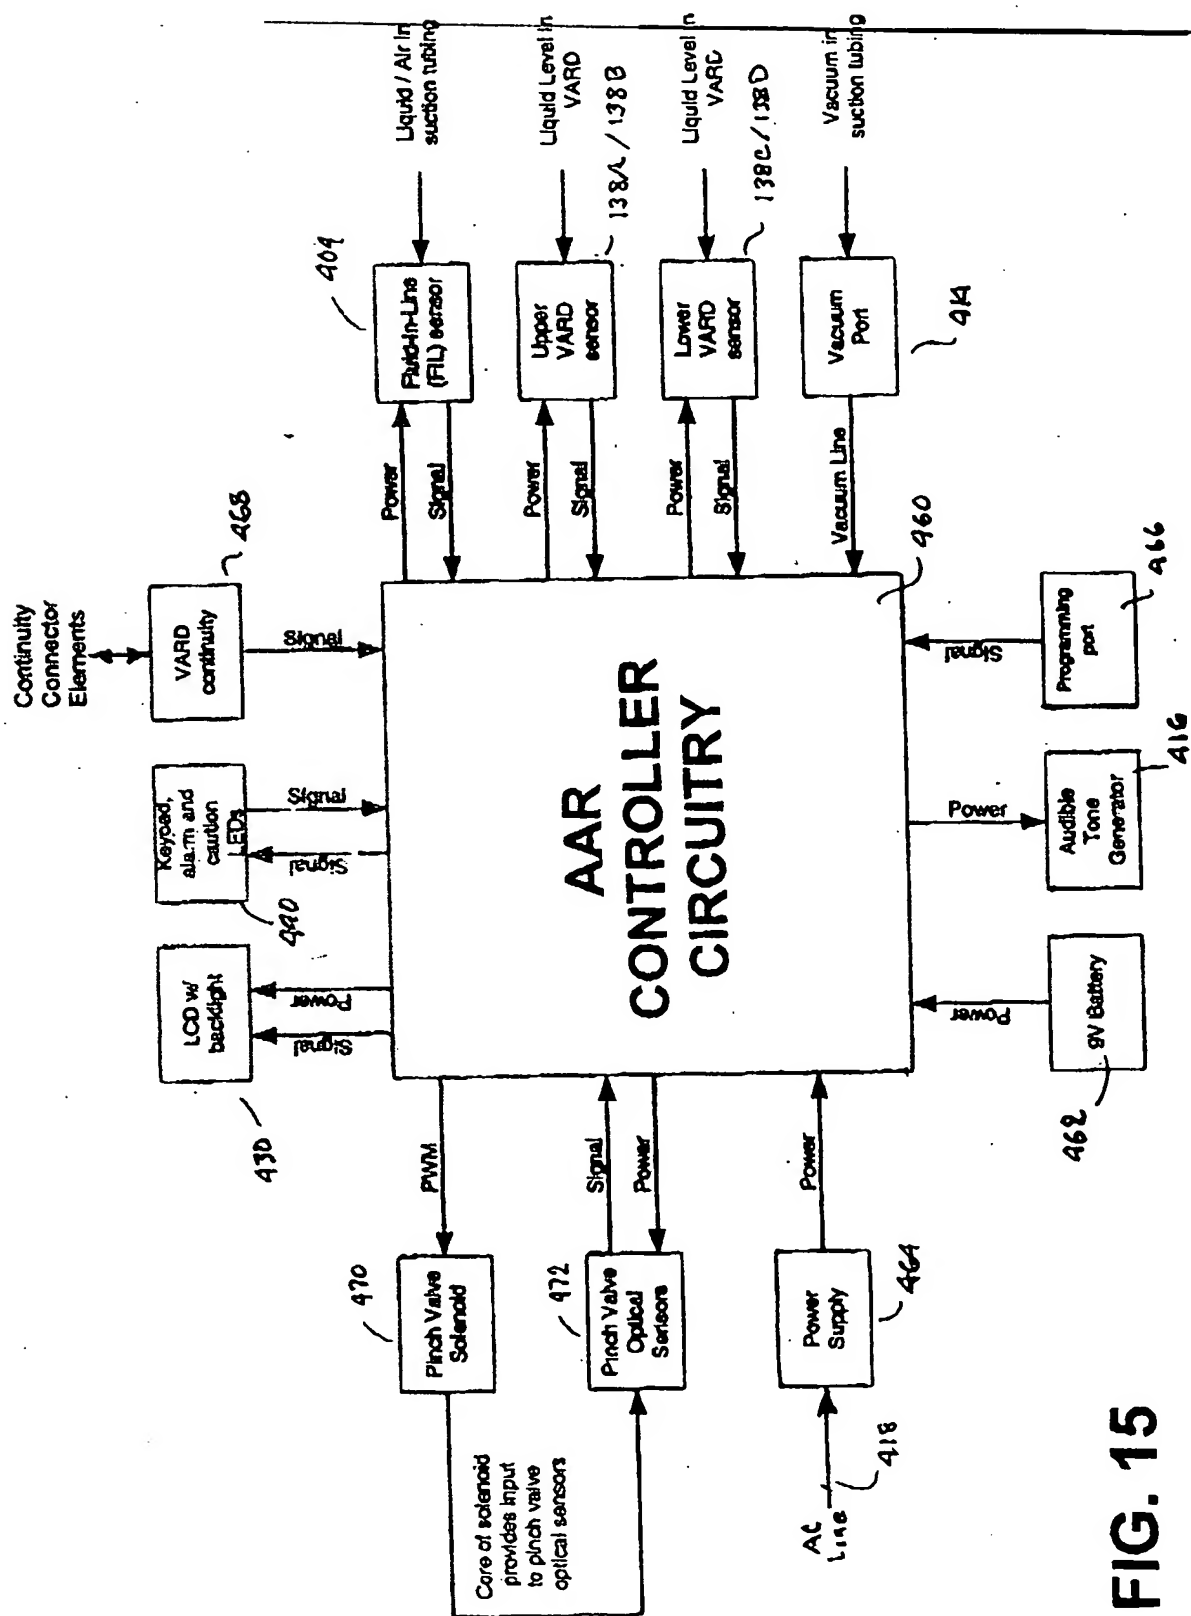 Continuity
Connector
Elements
LCD w/
backlight
Keypad,
alarm and
caution
LEDs
VARD
continuity
468
430
440
Signal
Power
Signal
Signal
Signal
Pinch Valve
Solenoid
470
PWM
Core of solenoid
provides input
to pinch valve
optical sensors
Pinch Valve
Optical
Sensors
472
Signal
Power
AC
Line
418
Power
Supply
464
Power
AAR
CONTROLLER
CIRCUITRY
460
Power
Signal
Fluid-In-Line
(FIL) sensor
404
Liquid / Air in
suction tubing
Power
Signal
Upper
VARD
sensor
138A / 138B
Liquid Level in
VARD
Power
Signal
Lower
VARD
sensor
138C / 138D
Liquid Level in
VARD
Vacuum Line
Vacuum
Port
414
Vacuum in
suction tubing
Power
Power
Signal
9V Battery
462
Audible
Tone
Generator
416
Programming
port
466
FIG. 15